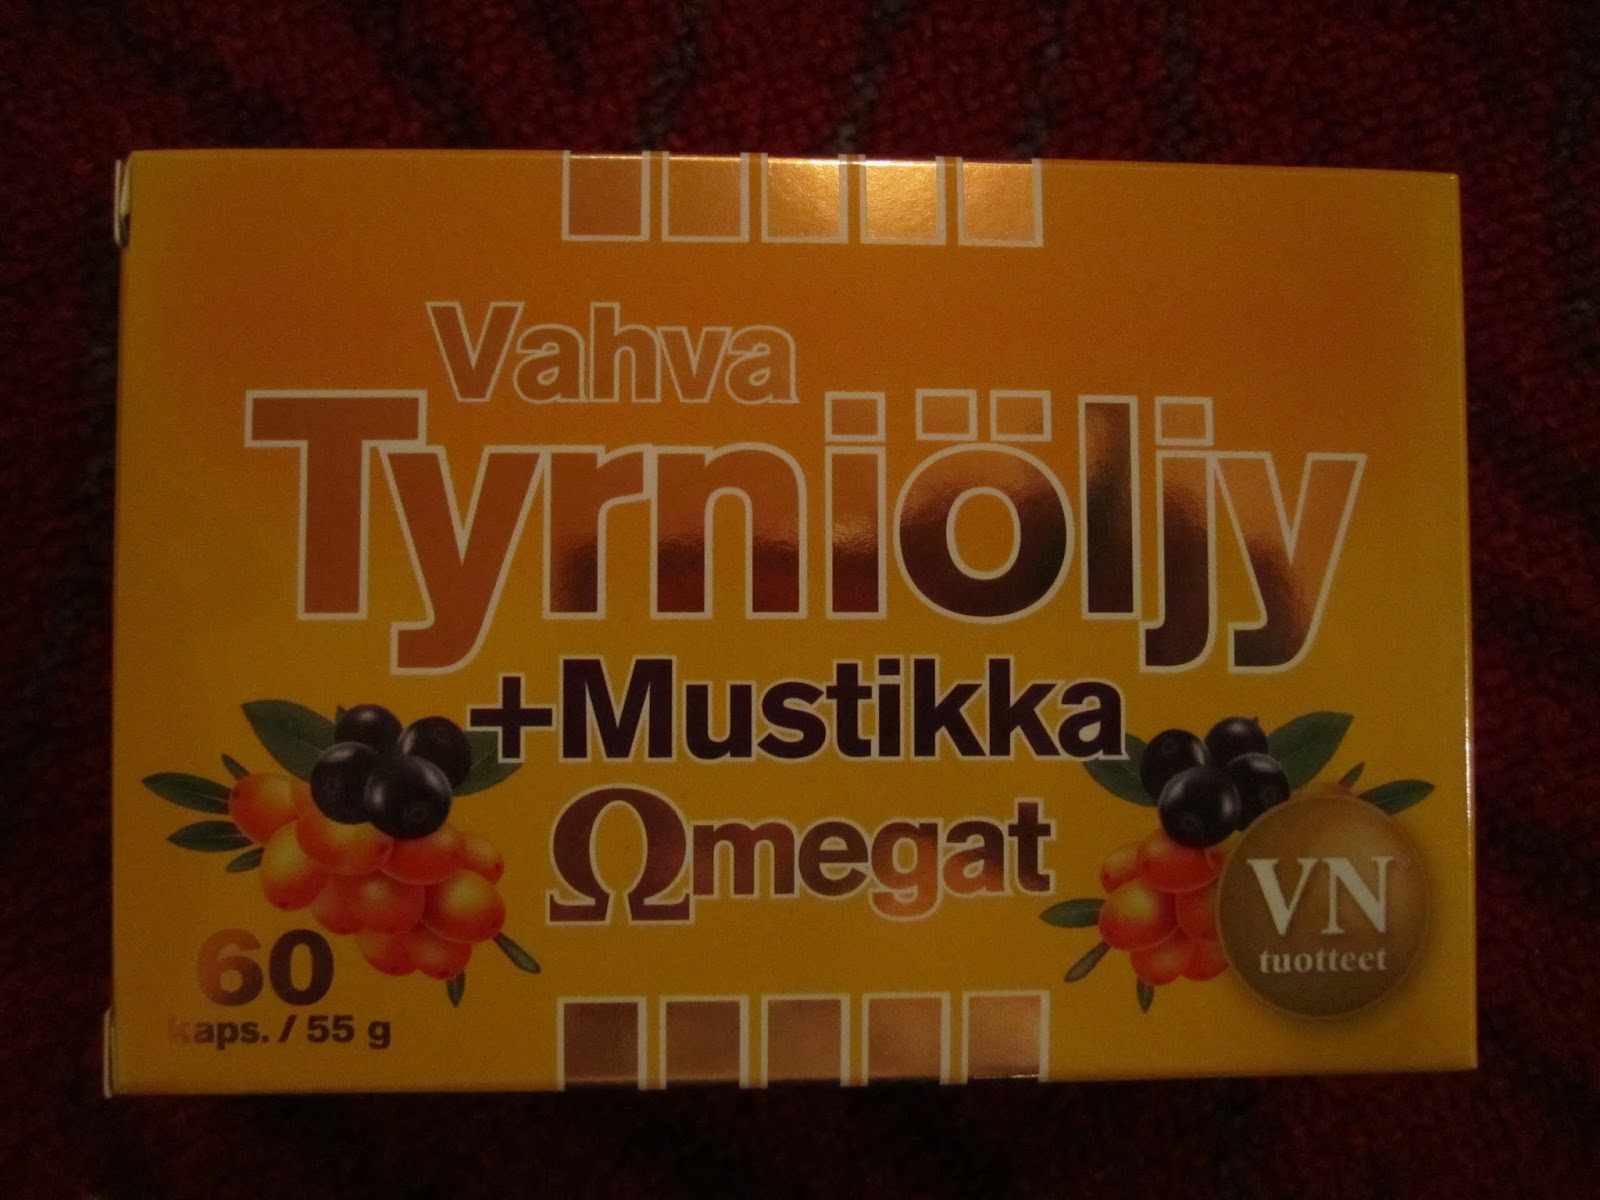 Vahva
Tyrniöljy
+Mustikka
Ωmegat
60
kaps. / 55 g
VN
tuotteet